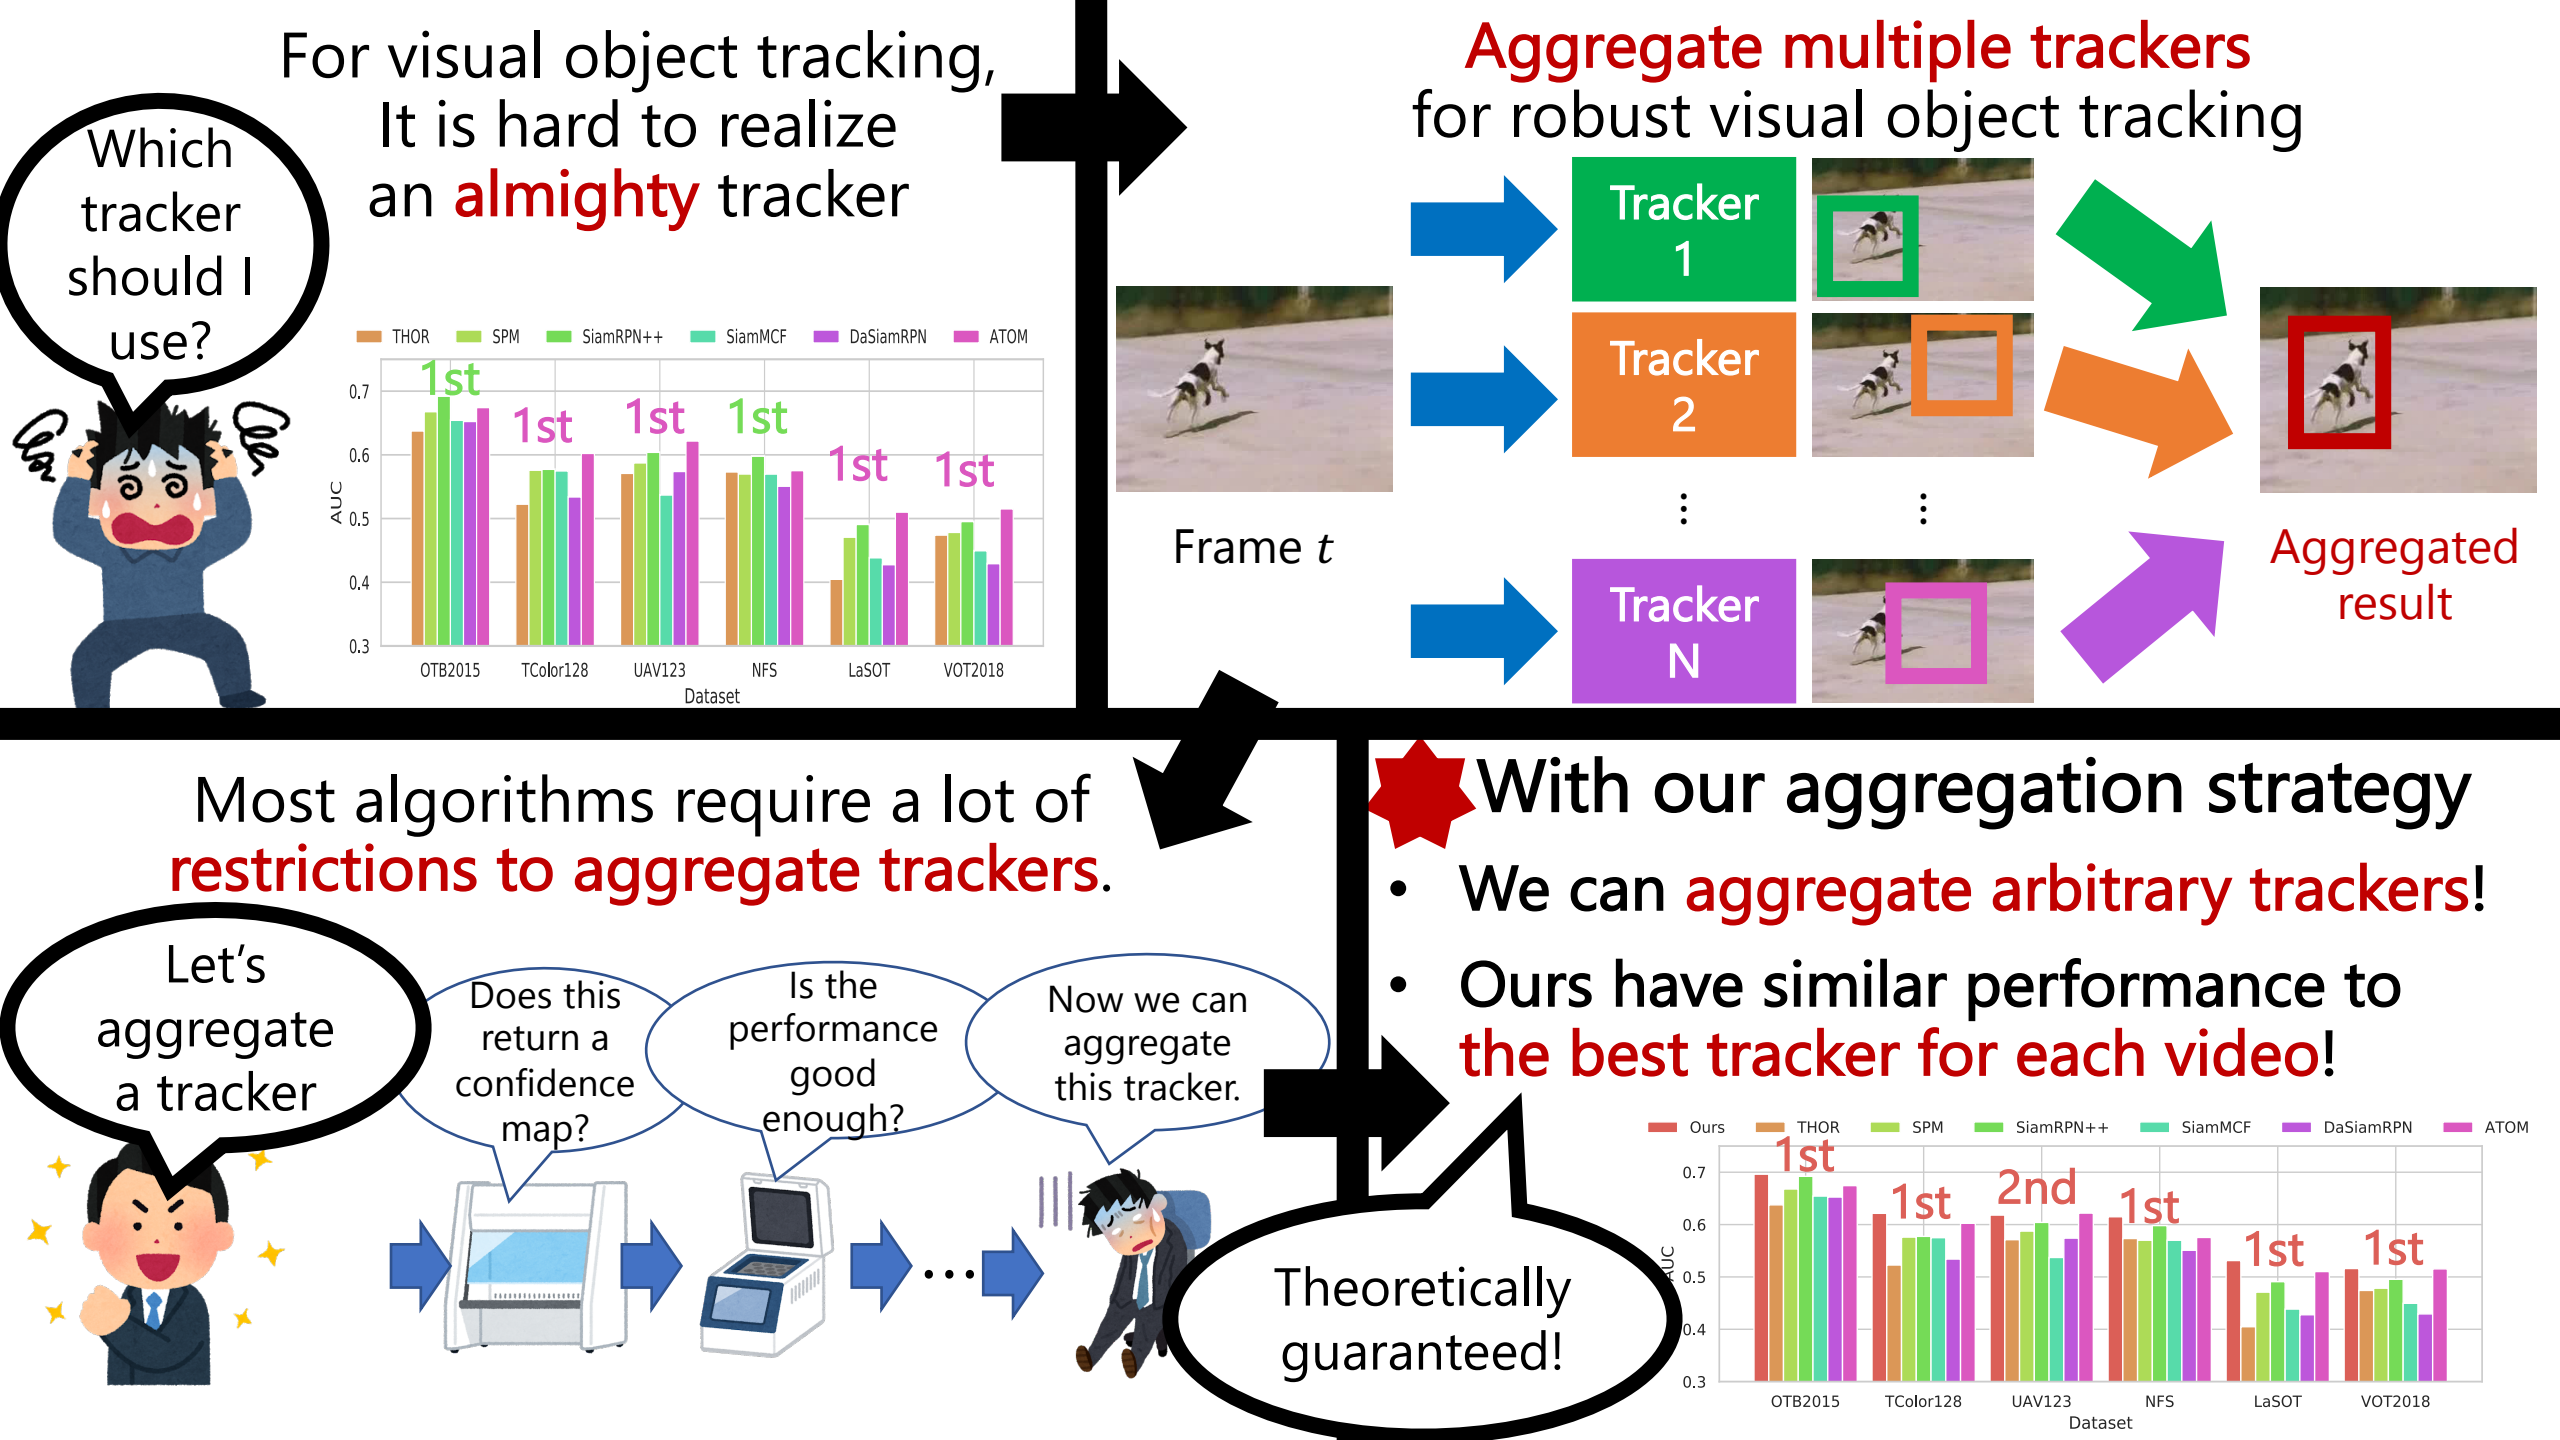 For visual object tracking,
It is hard to realize
an almighty tracker
Which
tracker
should I
use?
THOR SPM SiamRPN++ SiamMCF DaSiamRPN ATOM
1st 1st 1st 1st 1st 1st
AUC
0.7
0.6
0.5
0.4
0.3
OTB2015 TColor128 UAV123 NFS LaSOT VOT2018
Dataset
Aggregate multiple trackers
for robust visual object tracking
Frame t
Tracker
1
Tracker
2
⋮ ⋮
Tracker
N
Aggregated
result
Most algorithms require a lot of
restrictions to aggregate trackers.
Let's
aggregate
a tracker
Does this
return a
confidence
map?
Is the
performance
good
enough?
…
Now we can
aggregate
this tracker.
With our aggregation strategy
• We can aggregate arbitrary trackers!
• Ours have similar performance to
the best tracker for each video!
Theoretically
guaranteed!
Ours THOR SPM SiamRPN++ SiamMCF DaSiamRPN ATOM
1st 1st 2nd 1st 1st 1st
AUC
0.7
0.6
0.5
0.4
0.3
OTB2015 TColor128 UAV123 NFS LaSOT VOT2018
Dataset